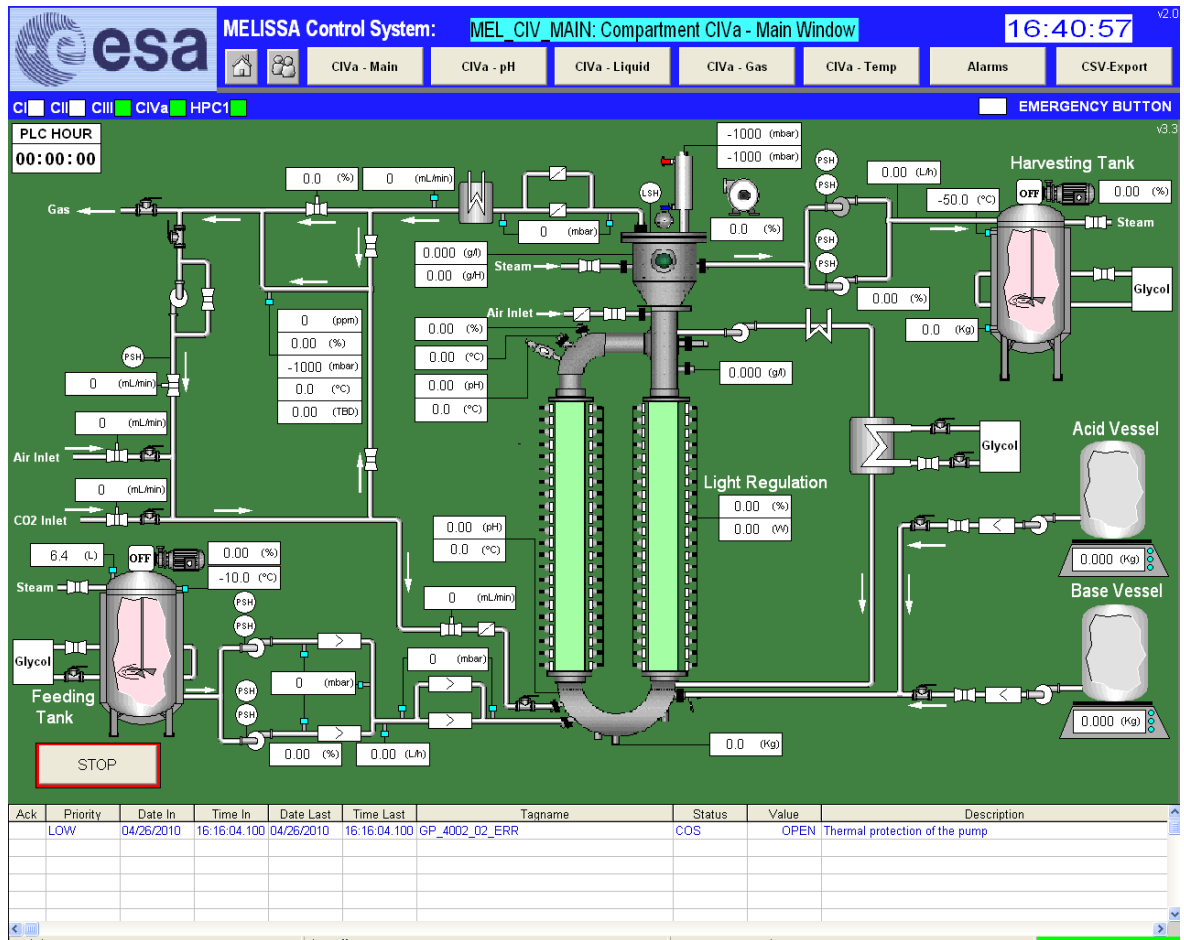 esa
MELISSA Control System:
MEL_CIV_MAIN: Compartment CIVa - Main Window
16:40:57
v2.0
CIVa - Main
CIVa - pH
CIVa - Liquid
CIVa - Gas
CIVa - Temp
Alarms
CSV-Export
CI CII CIII CIVa HPC1
EMERGENCY BUTTON
PLC HOUR
00:00:00
v3.3
-1000 (mbar)
-1000 (mbar)
PSH
PSH
0.00 (L/h)
Harvesting Tank
OFF
0.00 (%)
-50.0 (ºC)
0.0 (%)
0 (mL/min)
LSH
Gas
0 (mbar)
0.0 (%)
Steam
PSH
PSH
0.000 (g/l)
0.00 (g/H)
Steam
Glycol
0.00 (%)
0.0 (Kg)
Air Inlet
0 (ppm)
0.00 (%)
-1000 (mbar)
0.0 (ºC)
0.00 (TBD)
0.00 (%)
0.00 (ºC)
0.00 (pH)
0.0 (ºC)
0.000 (g/l)
PSH
0 (mL/min)
0 (mL/min)
Air Inlet
0 (mL/min)
CO2 Inlet
Glycol
Acid Vessel
0.000 (Kg)
Light Regulation
0.00 (%)
0.00 (W)
0.00 (pH)
0.0 (ºC)
6.4 (L)
OFF
0.00 (%)
-10.0 (ºC)
Steam
PSH
PSH
0 (mL/min)
Base Vessel
0.000 (Kg)
Glycol
Feeding
Tank
PSH
PSH
0 (mbar)
0 (mbar)
0.00 (%)
0.00 (L/h)
0.0 (Kg)
STOP
Ack Priority Date In Time In Date Last Time Last Tagname Status Value Description
LOW 04/26/2010 16:16:04.100 04/26/2010 16:16:04.100 GP_4002_02_ERR COS OPEN Thermal protection of the pump